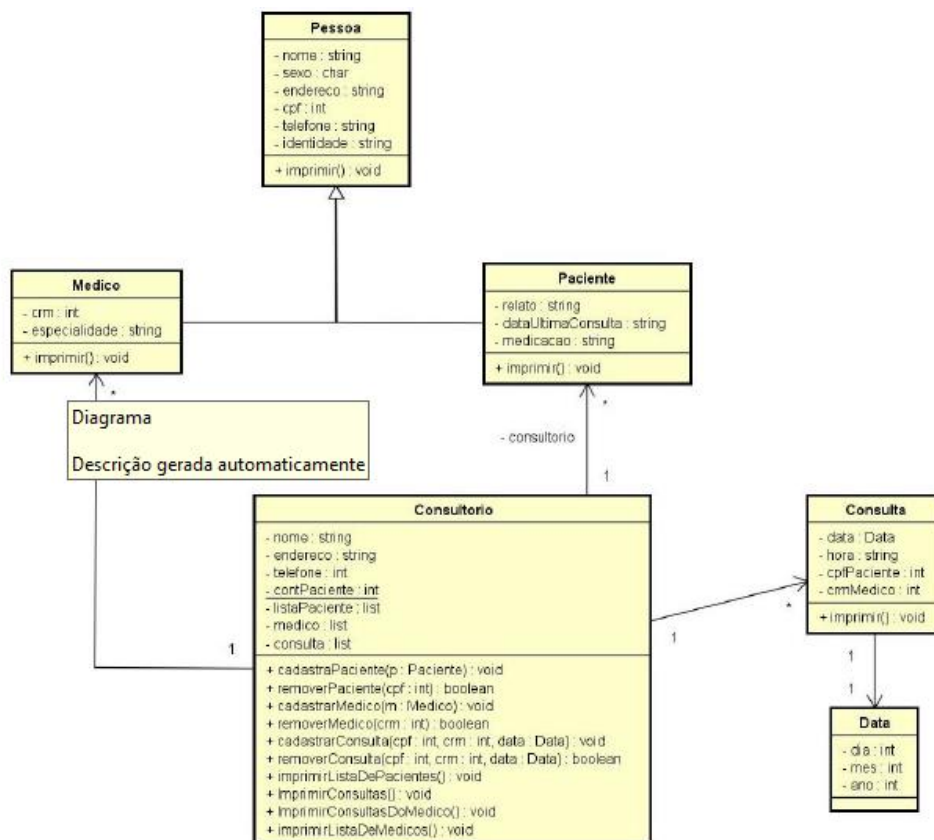 Pessoa
- nome : string
- sexo : char
- endereco : string
- cpf : int
- telefone : string
- identidade : string
+ imprimir() : void
Medico
- crm : int
- especialidade : string
+ imprimir() : void
Paciente
- relato : string
- dataUltimaConsulta : string
- medicacao : string
+ imprimir() : void
*
Diagrama
Descrição gerada automaticamente
*
- consultorio
1
Consultorio
- nome : string
- endereco : string
- telefone : int
- contPaciente : int
- listaPaciente : list
- medico : list
- consulta : list
+ cadastraPaciente(p : Paciente) : void
+ removerPaciente(cpf : int) : boolean
+ cadastrarMedico(m : Medico) : void
+ removerMedico(crm : int) : boolean
+ cadastrarConsulta(cpf : int, crm : int, data : Data) : void
+ removerConsulta(cpf : int, crm : int, data : Data) : boolean
+ imprimirListaDePacientes() : void
+ ImprimirConsultas() : void
+ ImprimirConsultasDoMedico() : void
+ imprimirListaDeMedicos() : void
1
1
*
Consulta
- data : Data
- hora : string
- cpfPaciente : int
- crmMedico : int
+ imprimir() : void
1
1
Data
- dia : int
- mes : int
- ano : int